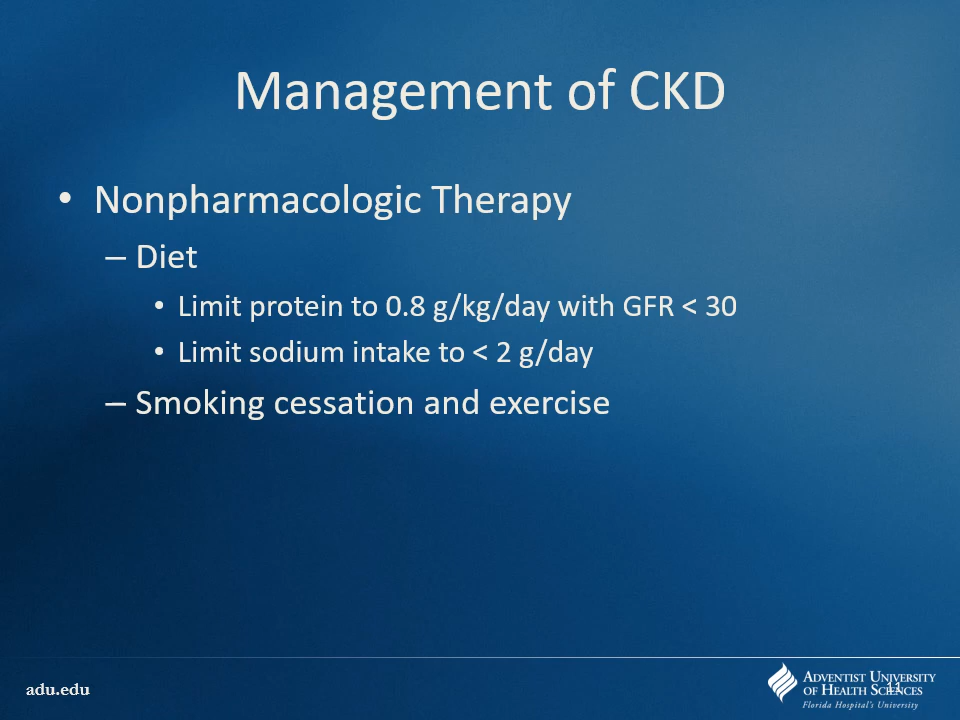 Management of CKD
• Nonpharmacologic Therapy
– Diet
• Limit protein to 0.8 g/kg/day with GFR < 30
• Limit sodium intake to < 2 g/day
– Smoking cessation and exercise
adu.edu
ADVENTIST UNIVERSITY
OF HEALTH SCIENCES
Florida Hospital's University
11